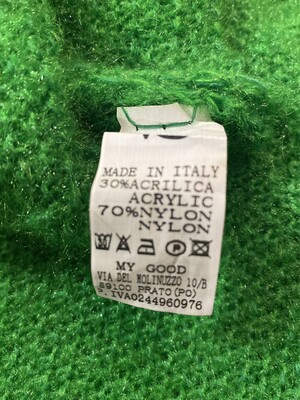 MADE IN ITALY
30%ACRILICA
ACRYLIC
70%NYLON
NYLON
MY GOOD
VIA DEL MOLINUZZO 10/B
59100 PRATO(PO)
P.IVA0244960976